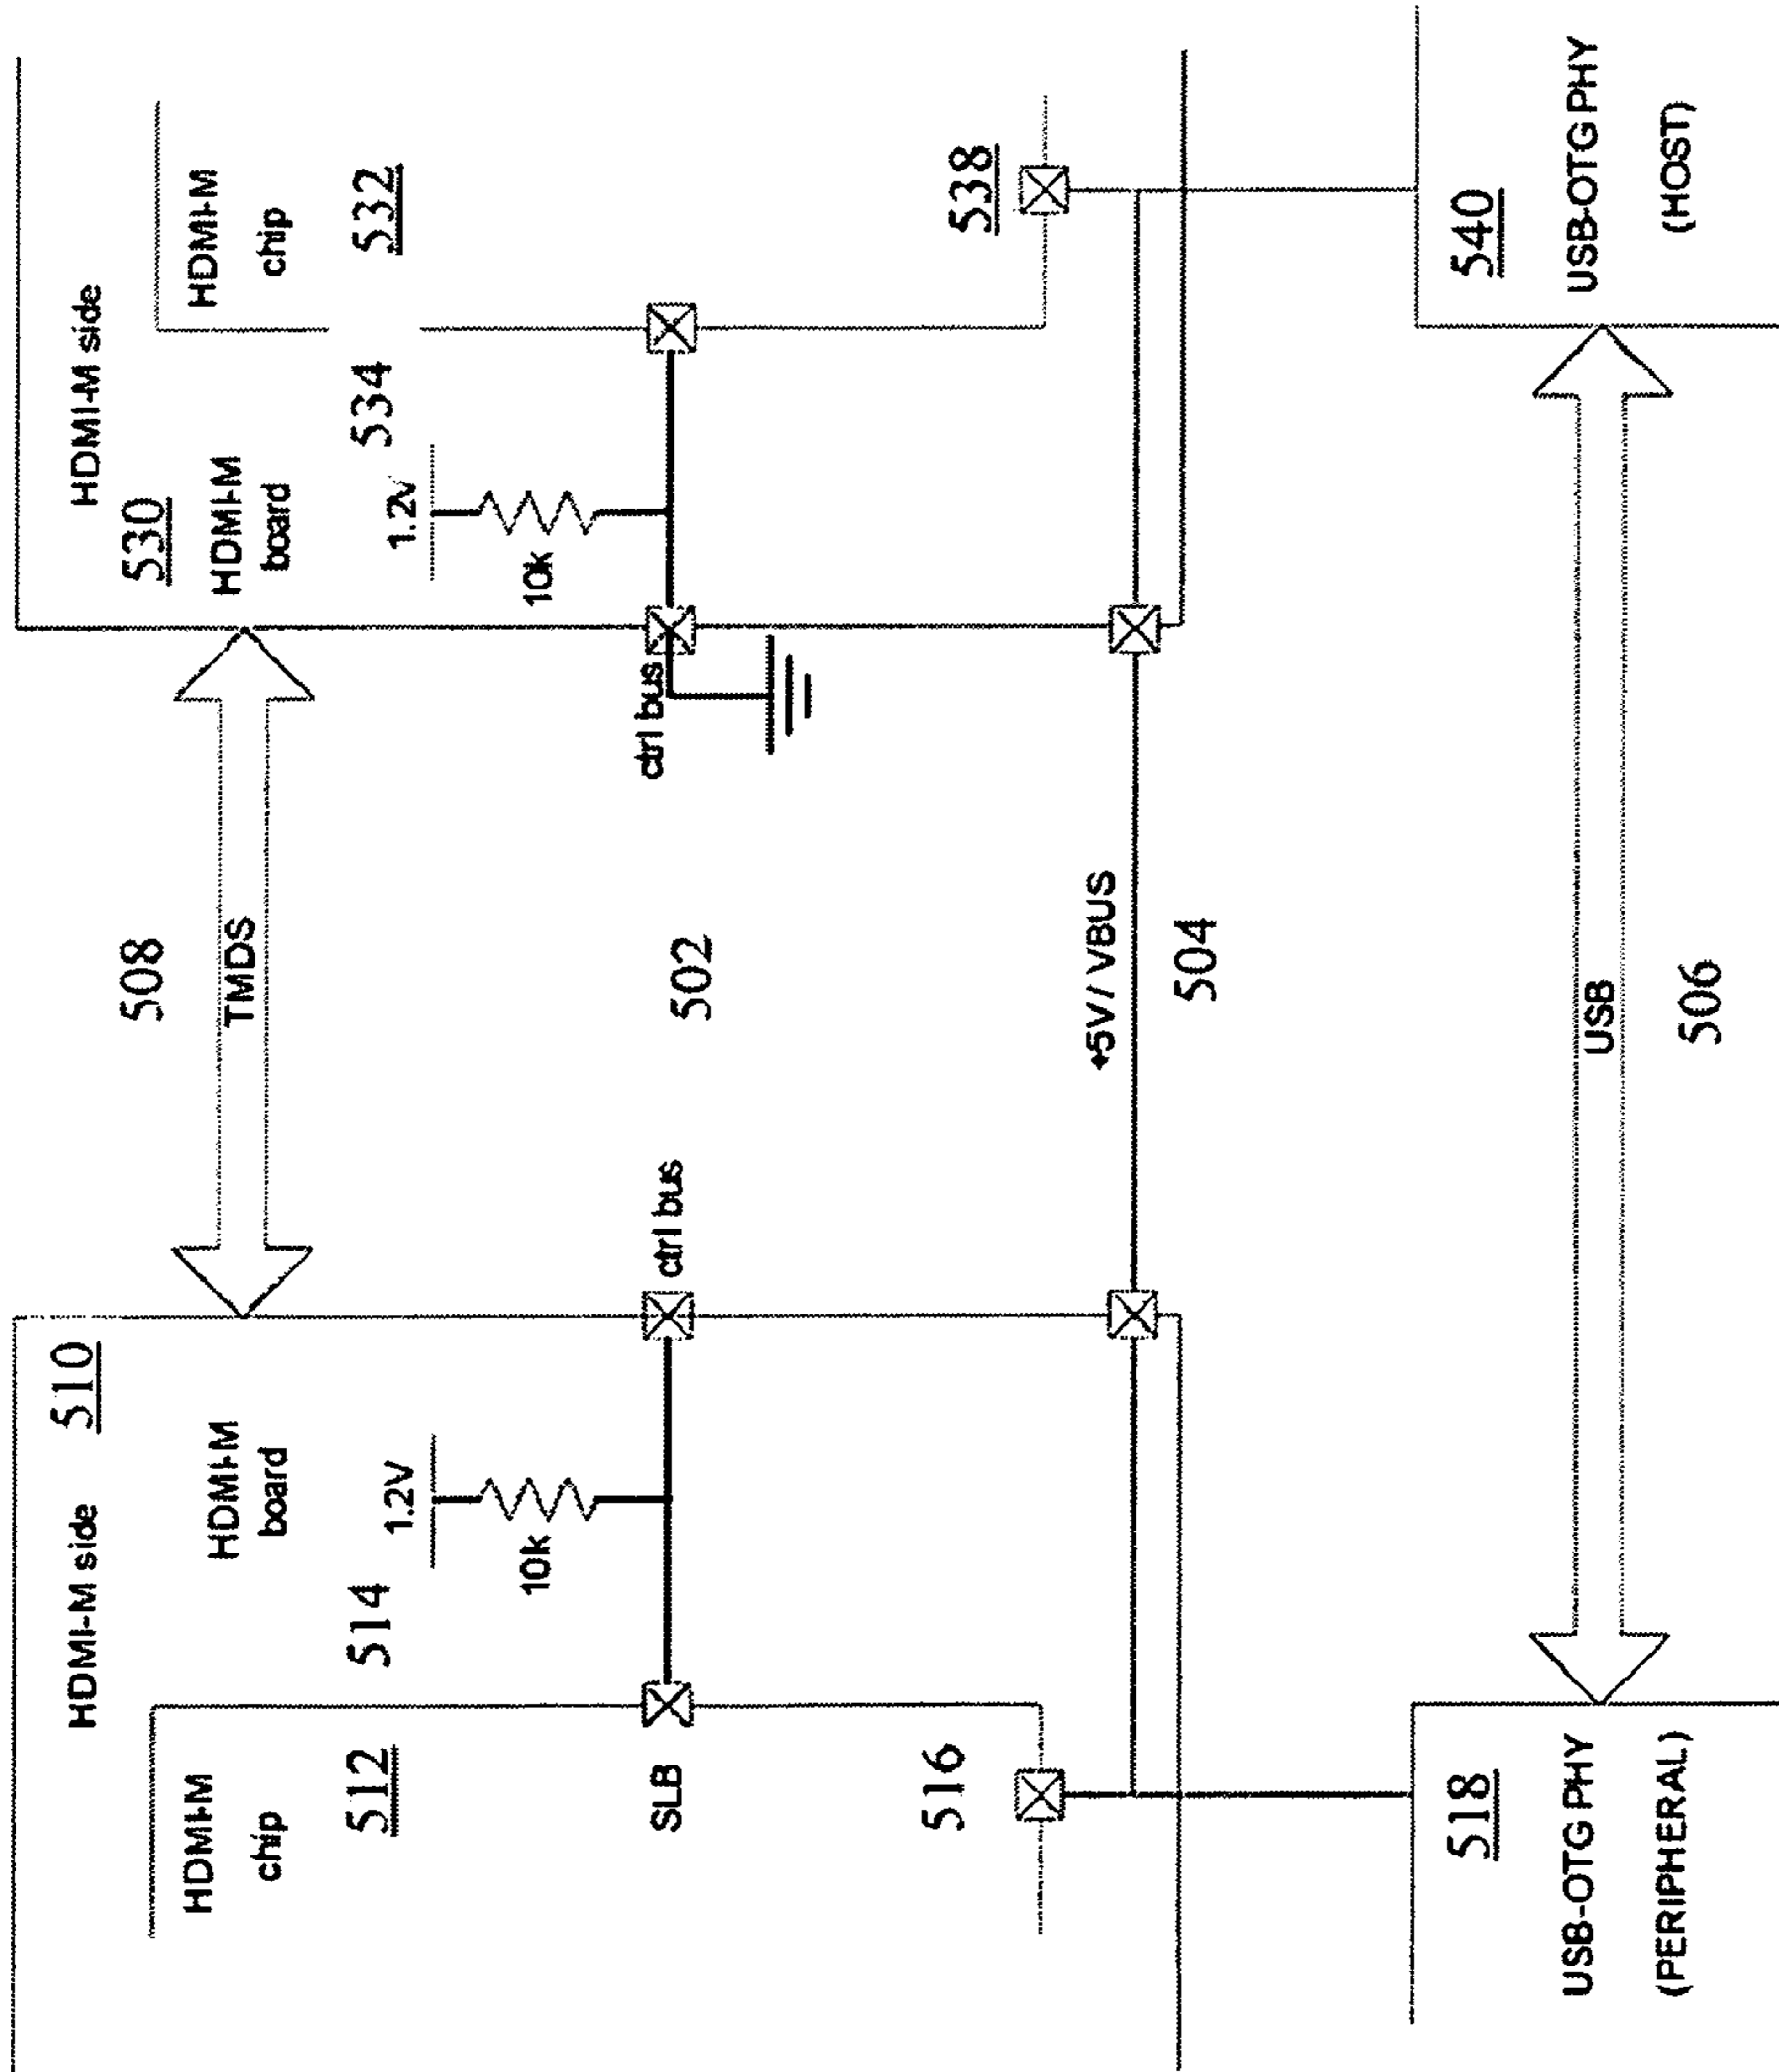 HDMI-M side
510
HDMI-M
board
HDMI-M
chip
512
514
1.2V
10k
SLB
ctrl bus
516
518
USB-OTG PHY
(PERIPHERAL)
508
TMDS
502
+5V / VBUS
504
USB
506
HDMI-M side
530
HDMI-M
board
HDMI-M
chip
532
534
1.2V
10k
ctrl bus
538
540
USB-OTG PHY
(HOST)